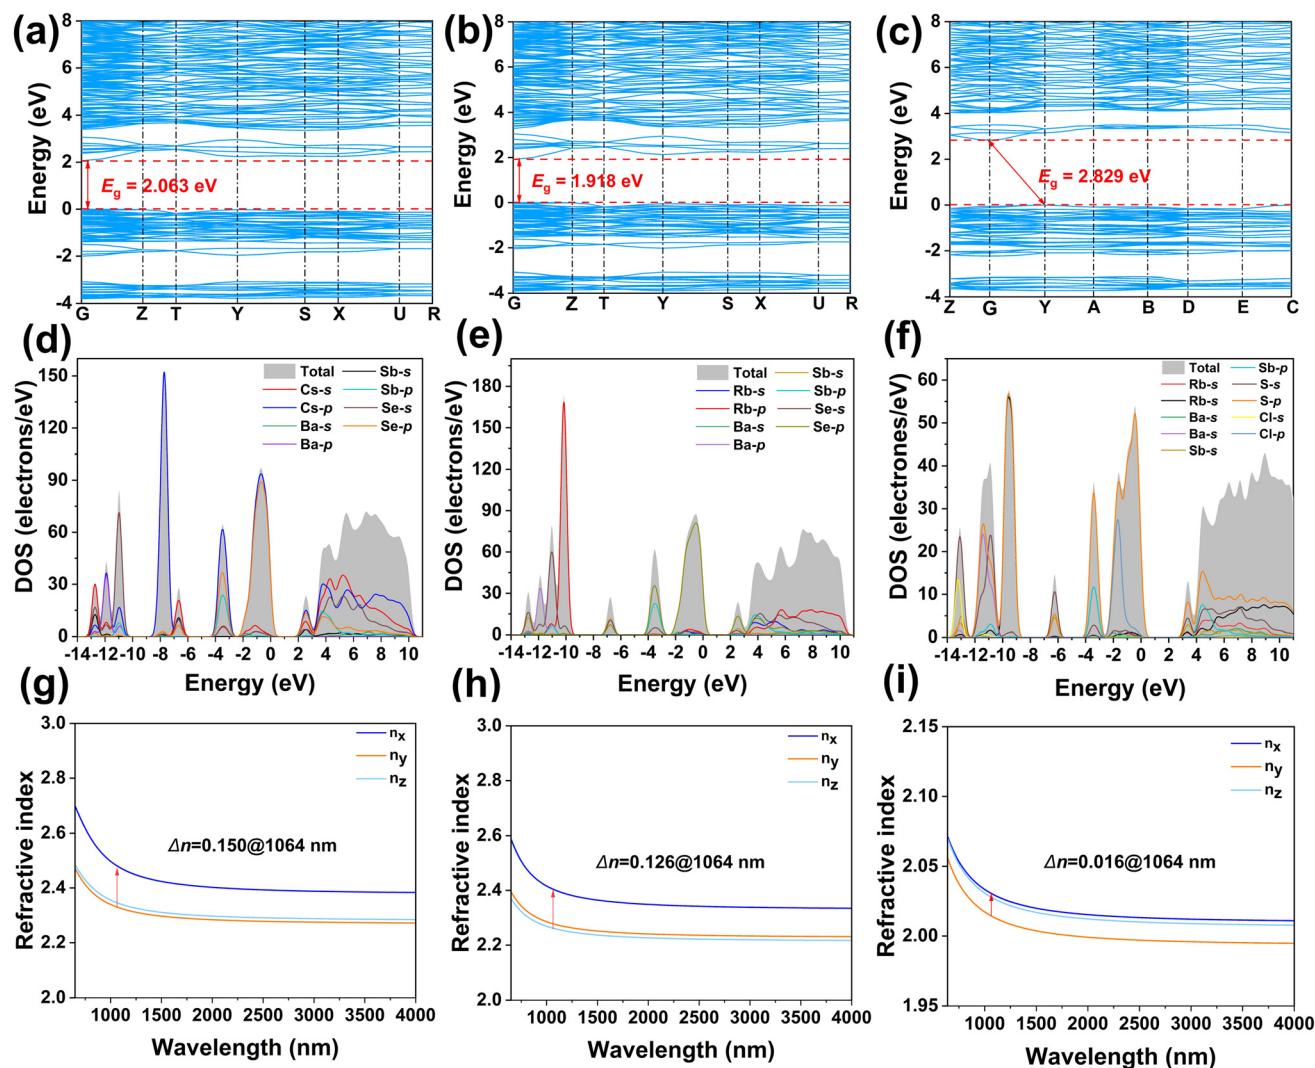 (a)
Energy (eV)
8
6
4
2
0
-2
-4
Eg = 2.063 eV
G Z T Y S X U R
(b)
Energy (eV)
8
6
4
2
0
-2
-4
Eg = 1.918 eV
G Z T Y S X U R
(c)
Energy (eV)
8
6
4
2
0
-2
-4
Eg = 2.829 eV
Z G Y A B D E C
(d)
DOS (electrons/eV)
150
120
90
60
30
0
Total Sb-s
Cs-s Sb-p
Cs-p Se-s
Ba-s Se-p
Ba-p
-14 -12 -10 -8 -6 -4 -2 0 2 4 6 8 10
Energy (eV)
(e)
DOS (electrons/eV)
180
150
120
90
60
30
0
Total Sb-s
Rb-s Sb-p
Rb-p Se-s
Ba-s Se-p
Ba-p
-14 -12 -10 -8 -6 -4 -2 0 2 4 6 8 10
Energy (eV)
(f)
DOS (electrones/eV)
60
50
40
30
20
10
0
Total Sb-p
Rb-s S-s
Rb-s S-p
Ba-s Cl-s
Ba-s Cl-p
Sb-s
-14 -12 -10 -8 -6 -4 -2 0 2 4 6 8 10
Energy (eV)
(g)
Refractive index
3.0
2.8
2.6
2.4
2.2
2.0
nx
ny
nz
Δn=0.150@1064 nm
1000 1500 2000 2500 3000 3500 4000
Wavelength (nm)
(h)
Refractive index
3.0
2.8
2.6
2.4
2.2
2.0
nx
ny
nz
Δn=0.126@1064 nm
1000 1500 2000 2500 3000 3500 4000
Wavelength (nm)
(i)
Refractive index
2.15
2.10
2.05
2.00
1.95
nx
ny
nz
Δn=0.016@1064 nm
1000 1500 2000 2500 3000 3500 4000
Wavelength (nm)